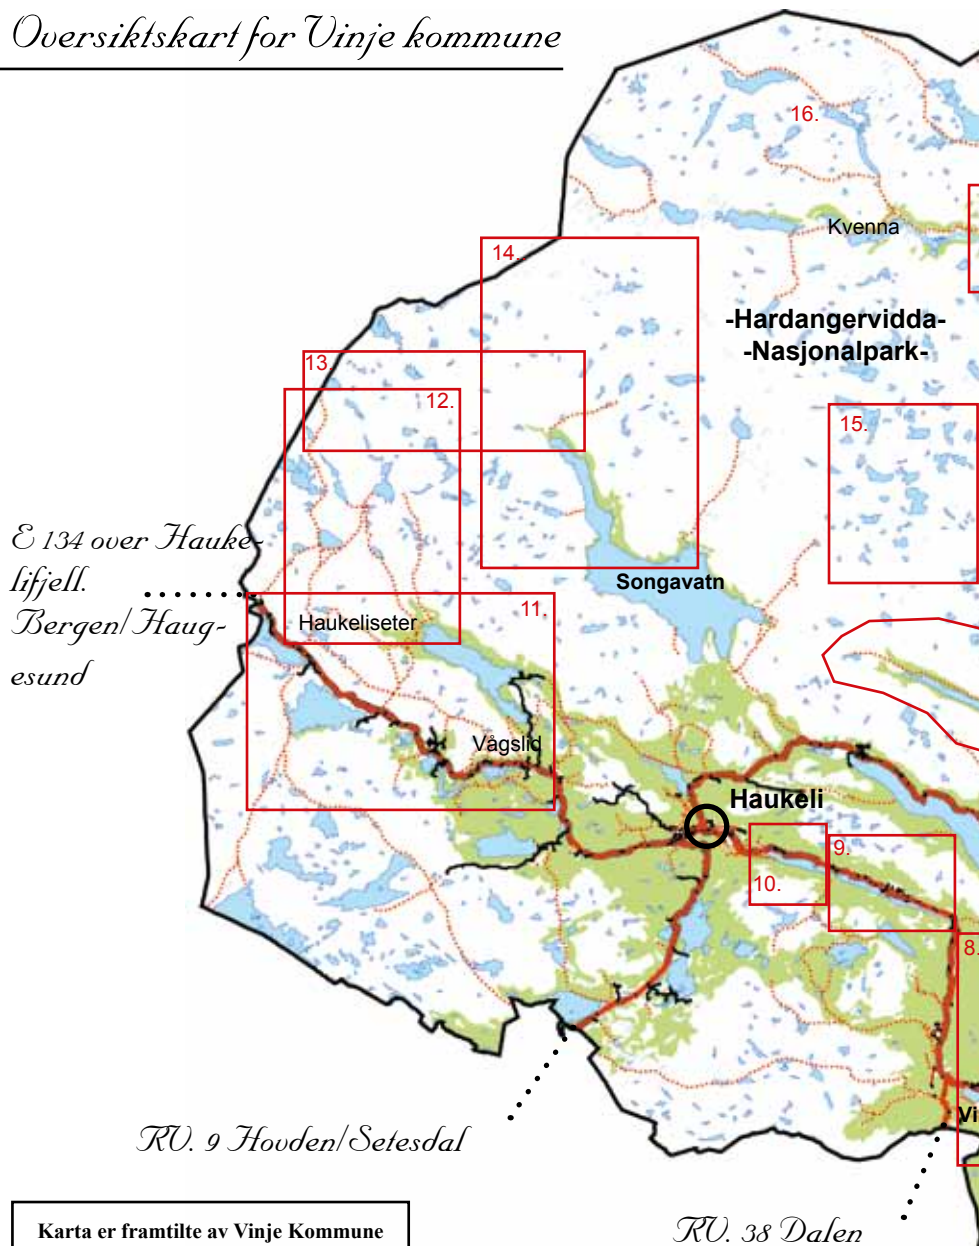 Oversiktskart for Vinje kommune
16.
Kvenna
14.
-Hardangervidda-
-Nasjonalpark-
13.
12.
15.
E 134 over Hauke-
lifjell.
Bergen/Haug-
esund
Songavatn
11.
Haukeliseter
Vågslid
Haukeli
9.
10.
8.
Vi
RV. 9 Hovden/Setesdal
RV. 38 Dalen
Karta er framtilte av Vinje Kommune